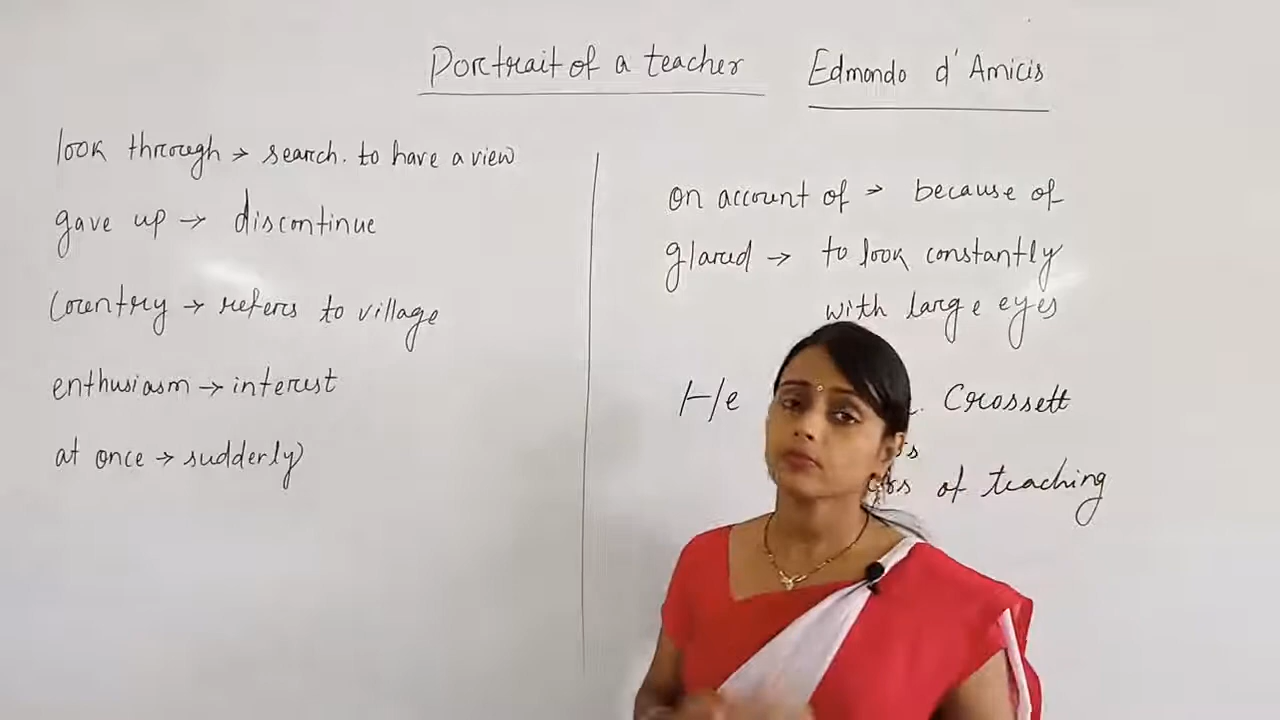 Portrait of a teacher Edmondo d'Amicis
look through → search. to have a view
gave up → discontinue
Country → refers to village
enthusiasm → interest
at once → sudderly
on account of → because of
glared → to look constantly
with large eyes
He Crossett
of teaching